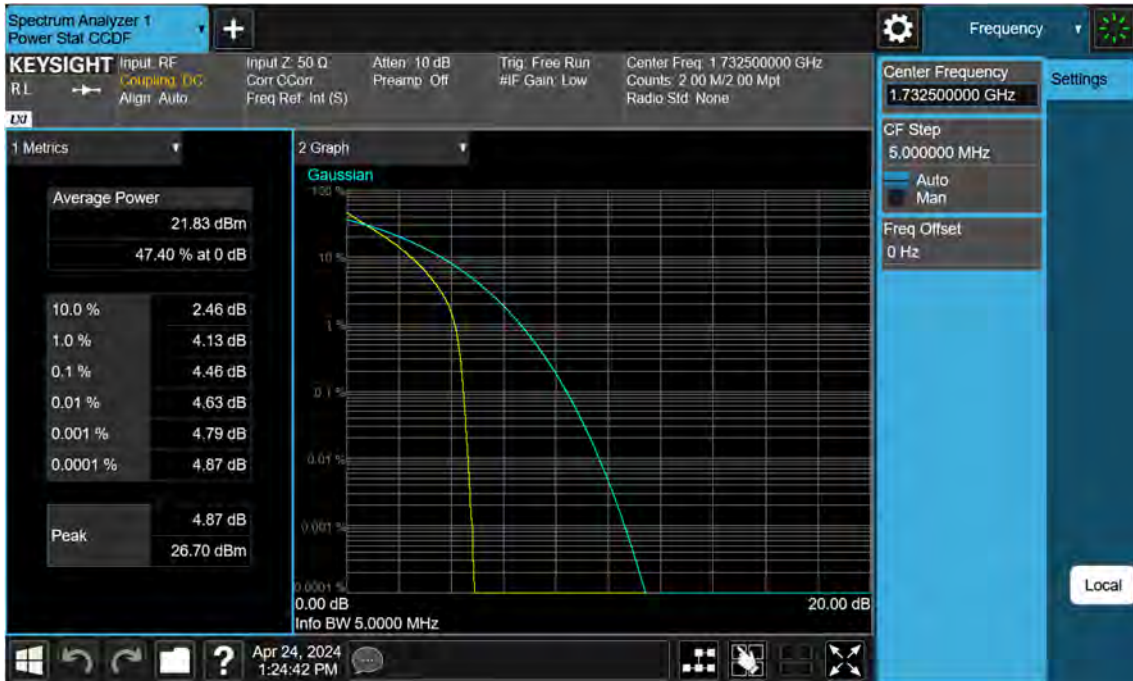 Spectrum Analyzer 1
Power Stat CCDF
Frequency
KEYSIGHT
R L
LXI
Input: RF
Coupling: DC
Align: Auto
Input Z: 50 Ω
Corr CCorr
Freq Ref: Int (S)
Atten: 10 dB
Preamp: Off
Trig: Free Run
#IF Gain: Low
Center Freq: 1.732500000 GHz
Counts: 2.00 M/2.00 Mpt
Radio Std: None
Center Frequency
1.732500000 GHz
Settings
CF Step
5.000000 MHz
Auto
Man
Freq Offset
0 Hz
1 Metrics
Average Power
21.83 dBm
47.40 % at 0 dB
10.0 % 2.46 dB
1.0 % 4.13 dB
0.1 % 4.46 dB
0.01 % 4.63 dB
0.001 % 4.79 dB
0.0001 % 4.87 dB
Peak
4.87 dB
26.70 dBm
2 Graph
Gaussian
100 %
10 %
1 %
0.1 %
0.01 %
0.001 %
0.0001 %
0.00 dB 20.00 dB
Info BW 5.0000 MHz
Local
?
Apr 24, 2024
1:24:42 PM